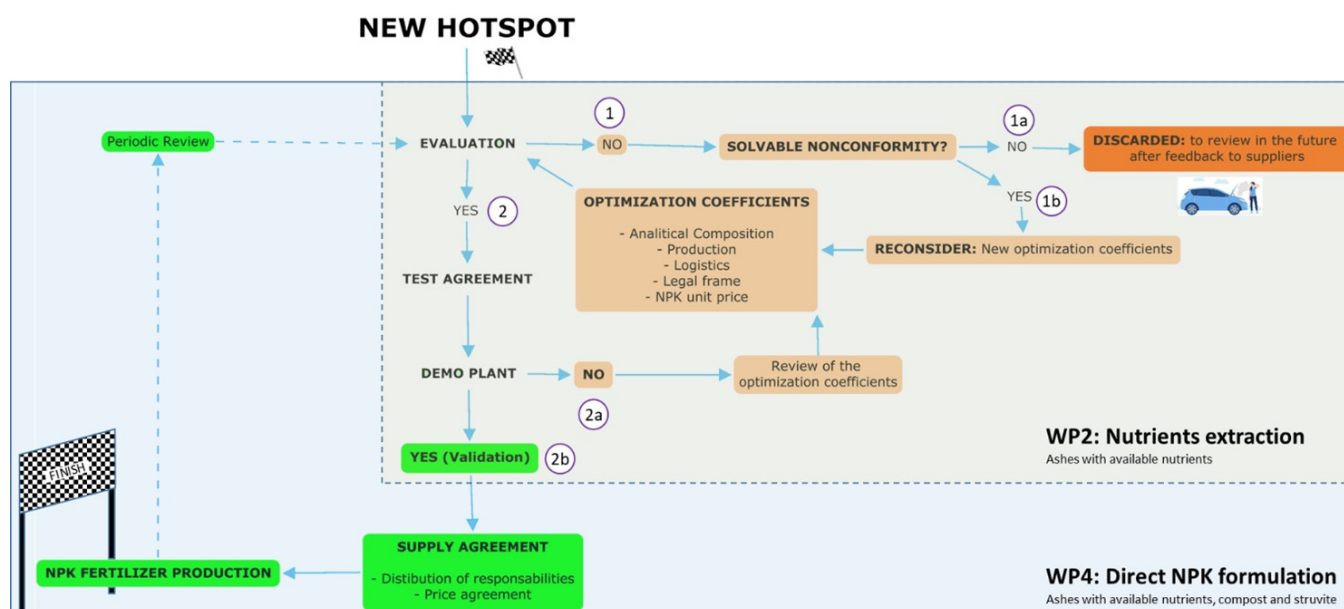 NEW HOTSPOT
Periodic Review
EVALUATION
1
NO
SOLVABLE NONCONFORMITY?
1a
NO
DISCARDED: to review in the future
after feedback to suppliers
YES
2
OPTIMIZATION COEFFICIENTS
- Analitical Composition
- Production
- Logistics
- Legal frame
- NPK unit price
YES
1b
RECONSIDER: New optimization coefficients
TEST AGREEMENT
DEMO PLANT
NO
2a
Review of the
optimization coefficients
YES (Validation)
2b
WP2: Nutrients extraction
Ashes with available nutrients
FINISH
SUPPLY AGREEMENT
- Distibution of responsabilities
- Price agreement
NPK FERTILIZER PRODUCTION
WP4: Direct NPK formulation
Ashes with available nutrients, compost and struvite